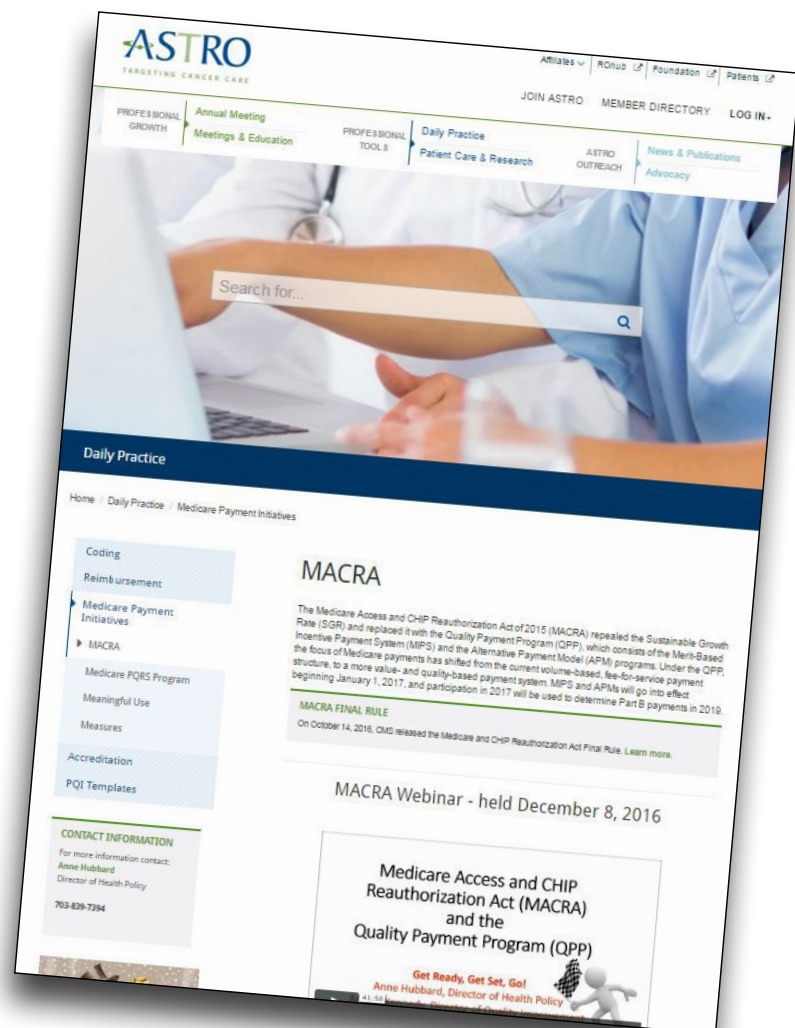 ASTRO
TARGETING CANCER CARE
Affiliates
ROhub
Foundation
Patients
JOIN ASTRO
MEMBER DIRECTORY
LOG IN
PROFESSIONAL
GROWTH
Annual Meeting
Meetings & Education
PROFESSIONAL
TOOLS
Daily Practice
Patient Care & Research
ASTRO
OUTREACH
News & Publications
Advocacy
Search for...
Daily Practice
Home / Daily Practice / Medicare Payment Initiatives
Coding
Reimbursement
Medicare Payment
Initiatives
MACRA
Medicare PQRS Program
Meaningful Use
Measures
Accreditation
PQI Templates
CONTACT INFORMATION
For more information contact:
Anne Hubbard
Director of Health Policy
703-839-7394
MACRA
The Medicare Access and CHIP Reauthorization Act of 2015 (MACRA) repealed the Sustainable Growth
Rate (SGR) and replaced it with the Quality Payment Program (QPP), which consists of the Merit-Based
Incentive Payment System (MIPS) and the Alternative Payment Model (APM) programs. Under the QPP,
the focus of Medicare payments has shifted from the current volume-based, fee-for-service payment
structure, to a more value- and quality-based payment system. MIPS and APMs will go into effect
beginning January 1, 2017, and participation in 2017 will be used to determine Part B payments in 2019.
MACRA FINAL RULE
On October 14, 2016, CMS released the Medicare and CHIP Reauthorization Act Final Rule. Learn more.
MACRA Webinar - held December 8, 2016
Medicare Access and CHIP
Reauthorization Act (MACRA)
and the
Quality Payment Program (QPP)
Get Ready, Get Set, Go!
Anne Hubbard, Director of Health Policy
41:50
Director of Quality Improvement